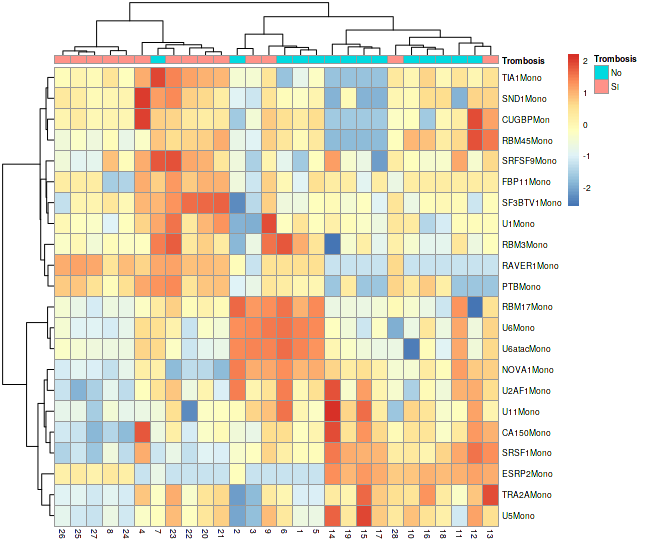 Trombosis
TIA1Mono
SND1Mono
CUGBPMon
RBM45Mono
SRFSF9Mono
FBP11Mono
SF3BTV1Mono
U1Mono
RBM3Mono
RAVER1Mono
PTBMono
RBM17Mono
U6Mono
U6atacMono
NOVA1Mono
U2AF1Mono
U11Mono
CA150Mono
SRSF1Mono
ESRP2Mono
TRA2AMono
U5Mono
26 25 27 8 24 4 7 23 22 20 21 2 3 9 6 1 5 14 19 15 17 28 10 16 18 11 12 13
2
1
0
-1
-2
Trombosis
No
SI